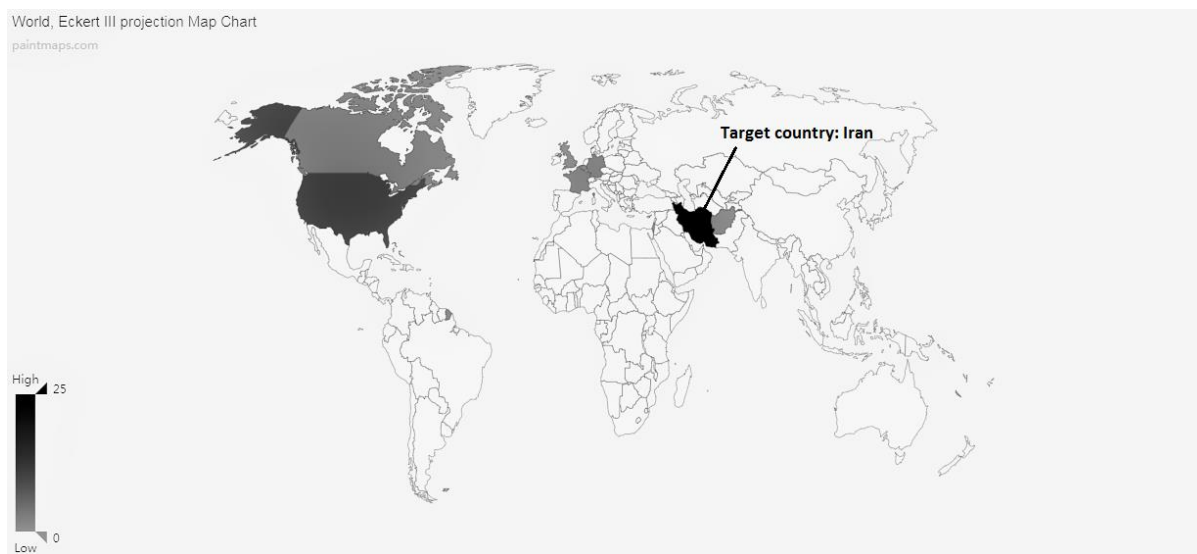 World, Eckert III projection Map Chart
paintmaps.com
Target country: Iran
High
25
0
Low